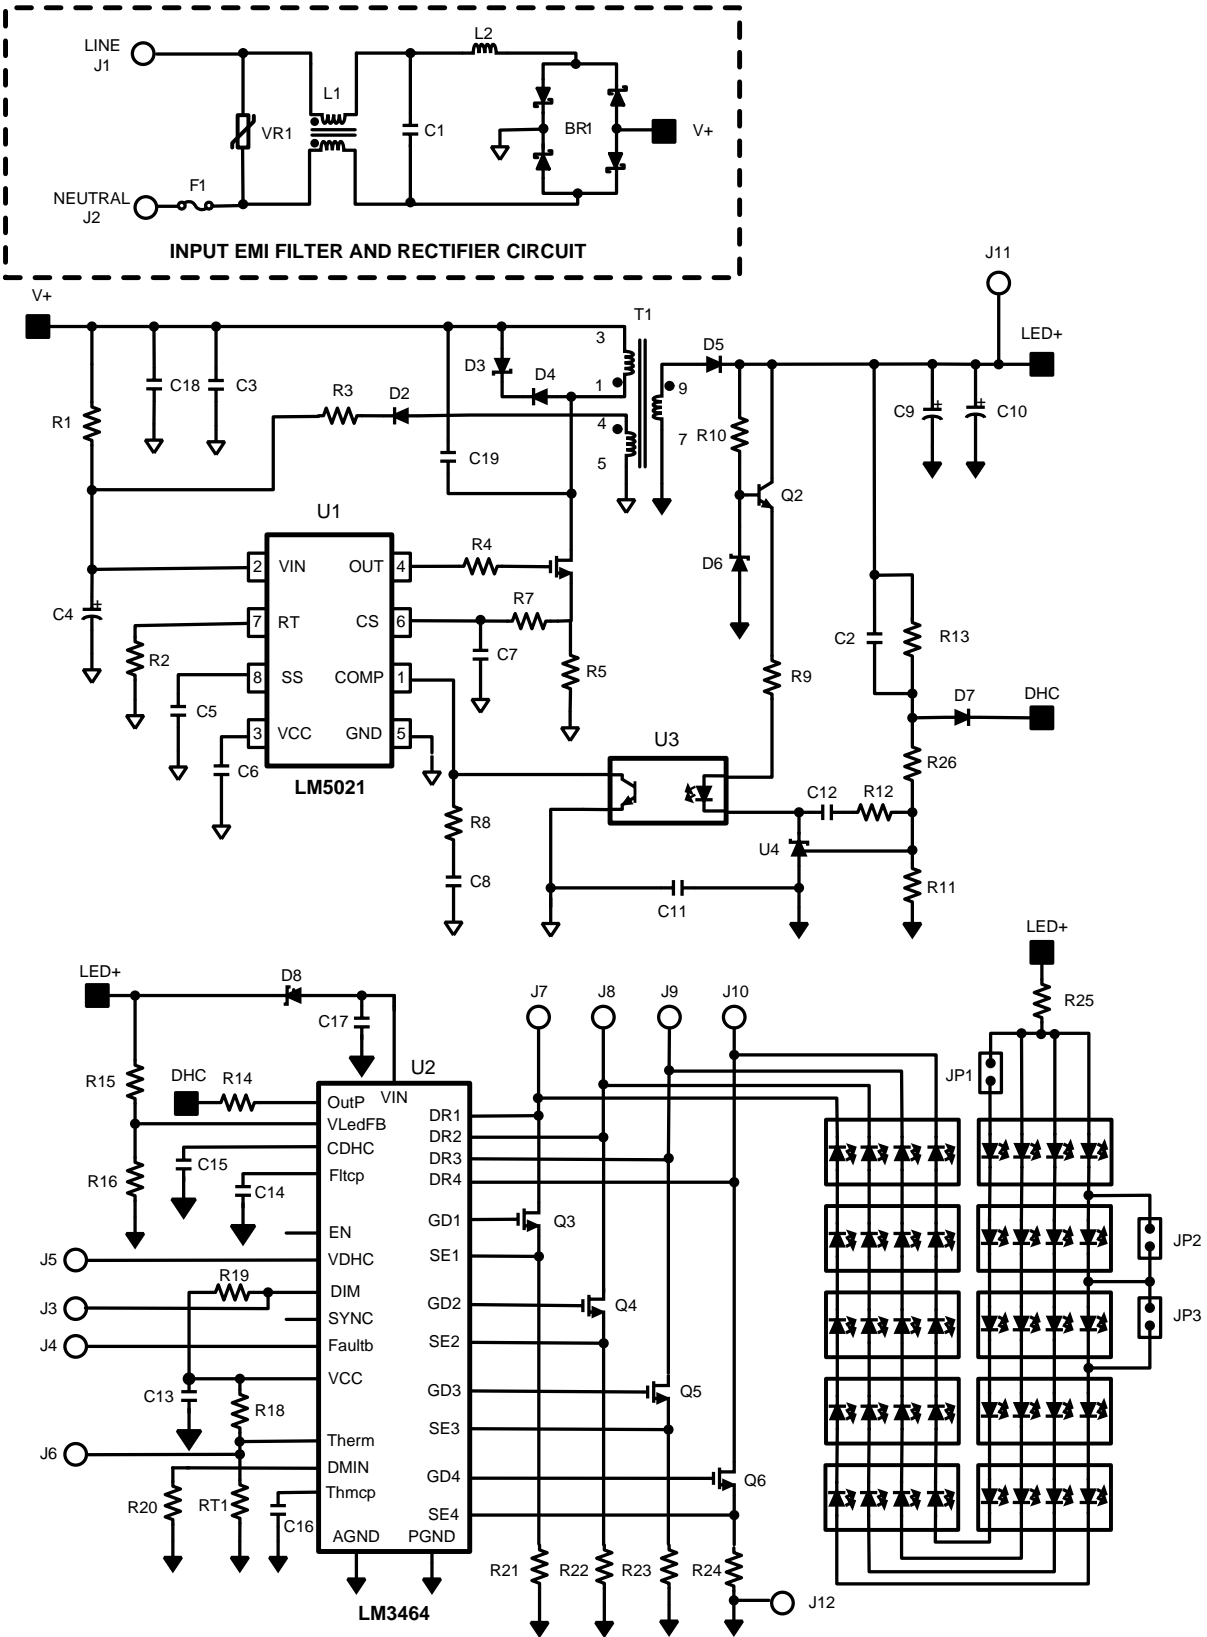 LINE
J1
L2
L1
VR1
C1
BR1
V+
NEUTRAL
J2
F1
INPUT EMI FILTER AND RECTIFIER CIRCUIT
J11
V+
T1
LED+
3
D5
D3
D4
C18
C3
R3
D2
1
9
C9
+
C10
+
R1
4
7
R10
C19
5
Q2
U1
2
VIN
OUT
4
R4
D6
C4
+
7
RT
CS
6
R7
C2
R13
R2
C7
R5
R9
8
SS
COMP
1
D7
DHC
C5
3
VCC
GND
5
U3
R26
C6
LM5021
C12
R12
R8
U4
C8
C11
R11
LED+
LED+
D8
J7
J8
J9
J10
R25
C17
U2
R15
DHC
R14
VIN
JP1
OutP
DR1
VLedFB
DR2
CDHC
DR3
C15
R16
Fltcp
DR4
C14
GD1
Q3
EN
J5
VDHC
SE1
JP2
R19
DIM
GD2
Q4
J3
SYNC
JP3
J4
Faultb
SE2
VCC
GD3
Q5
C13
R18
SE3
Therm
J6
DMIN
GD4
Q6
R20
RT1
Thmcp
C16
SE4
AGND
PGND
R21
R22
R23
R24
LM3464
J12